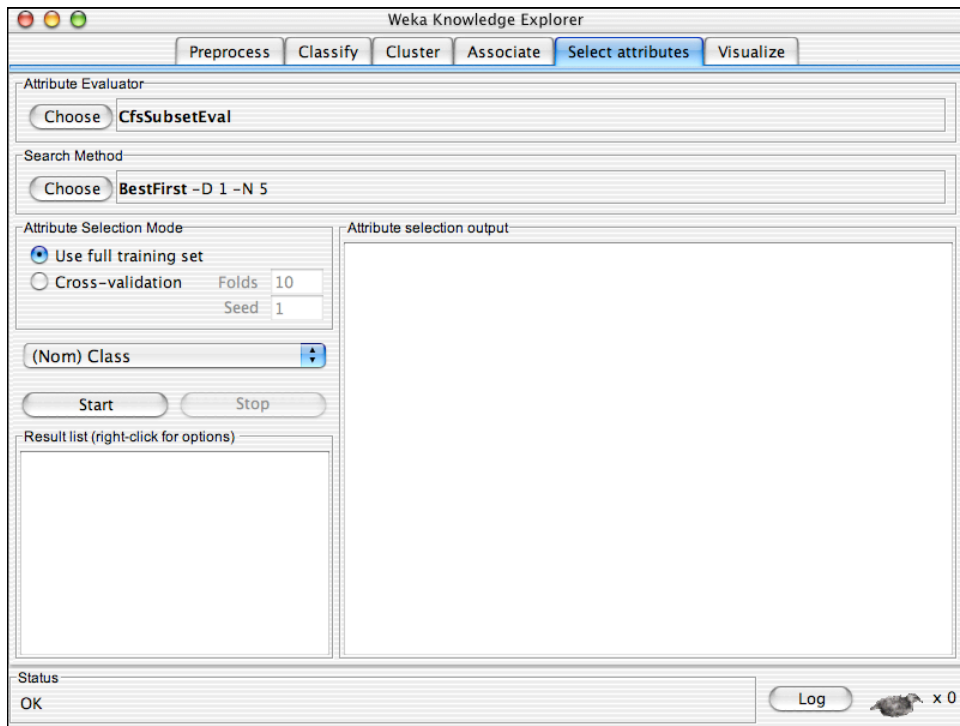 Weka Knowledge Explorer
Preprocess Classify Cluster Associate Select attributes Visualize
Attribute Evaluator
Choose CfsSubsetEval
Search Method
Choose BestFirst -D 1 -N 5
Attribute Selection Mode
Use full training set
Cross-validation Folds 10
Seed 1
(Nom) Class
Start Stop
Result list (right-click for options)
Attribute selection output
Status
OK
Log x 0